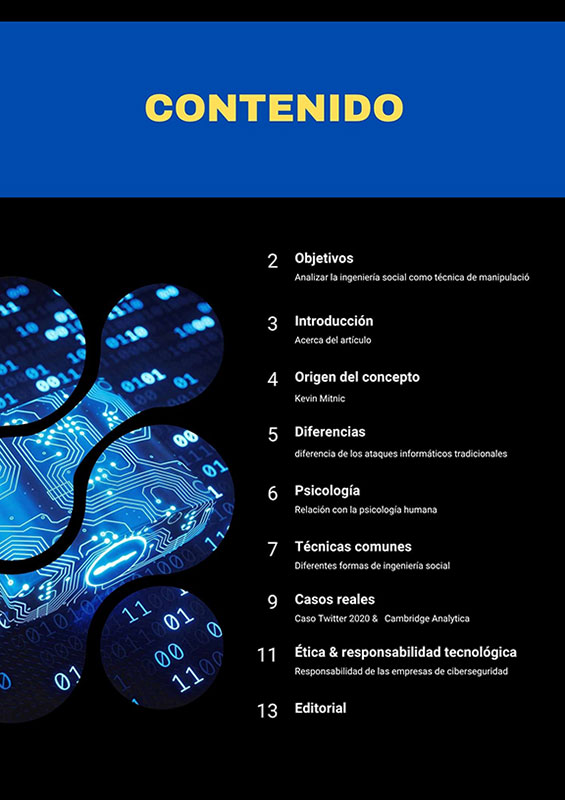 CONTENIDO
2 Objetivos
Analizar la ingeniería social como técnica de manipulació
3 Introducción
Acerca del artículo
4 Origen del concepto
Kevin Mitnic
5 Diferencias
diferencia de los ataques informáticos tradicionales
6 Psicología
Relación con la psicología humana
7 Técnicas comunes
Diferentes formas de ingeniería social
9 Casos reales
Caso Twitter 2020 & Cambridge Analytica
11 Ética & responsabilidad tecnológica
Responsabilidad de las empresas de ciberseguridad
13 Editorial